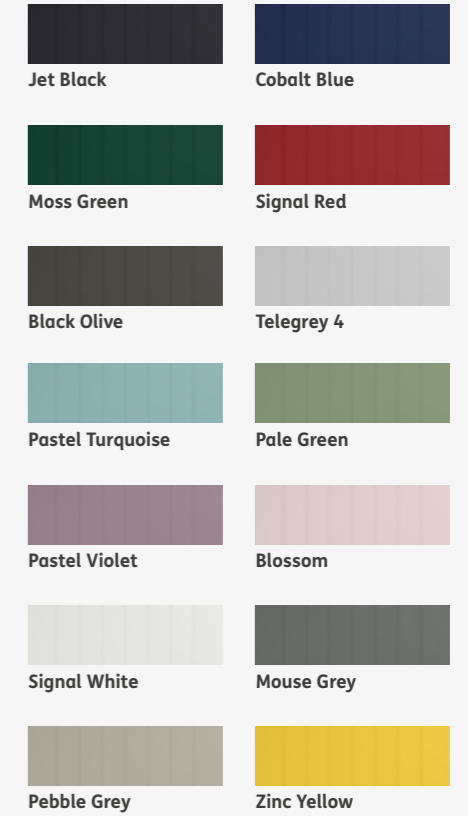 Jet Black
Cobalt Blue
Moss Green
Signal Red
Black Olive
Telegrey 4
Pastel Turquoise
Pale Green
Pastel Violet
Blossom
Signal White
Mouse Grey
Pebble Grey
Zinc Yellow